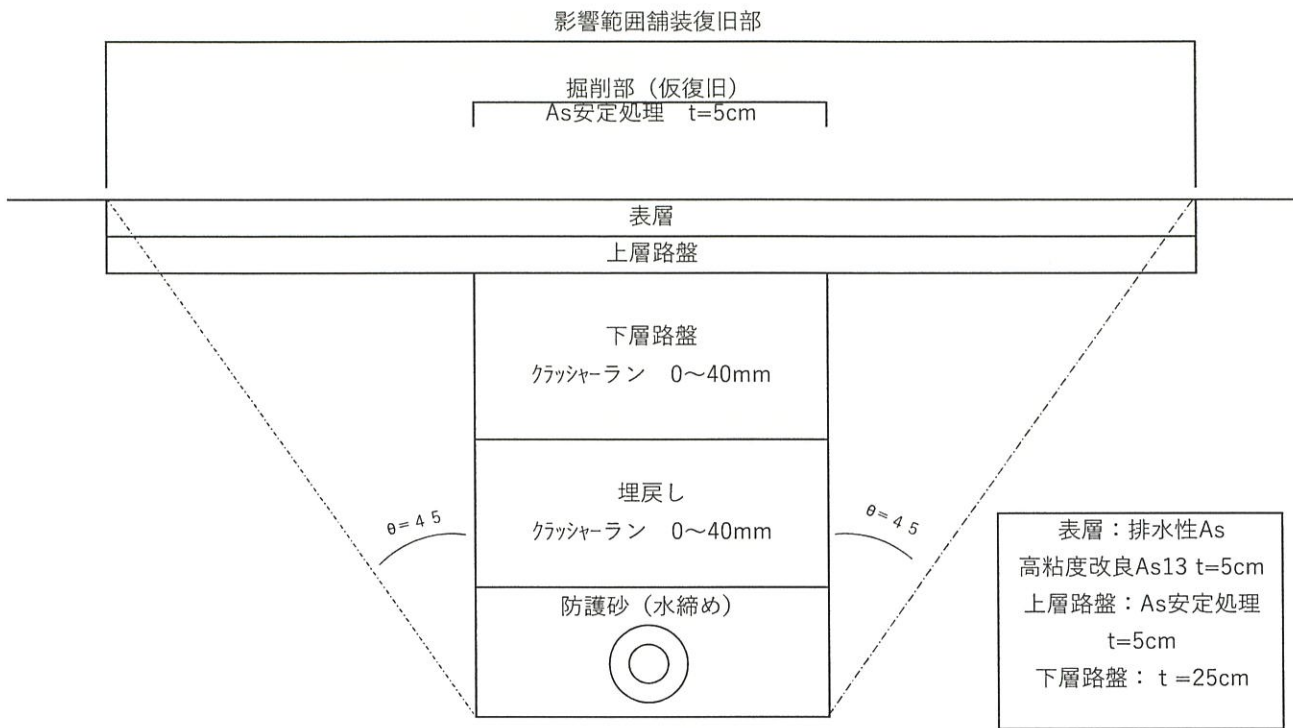 影響範囲舗装復旧部
掘削部（仮復旧）
As安定処理　t=5cm
表層
上層路盤
下層路盤
ｸﾗｯｼｬｰラン　0～40mm
埋戻し
ｸﾗｯｼｬｰラン　0～40mm
θ=45
θ=45
防護砂（水締め）
表層：排水性As
高粘度改良As13 t=5cm
上層路盤：As安定処理
t=5cm
下層路盤：ｔ=25cm